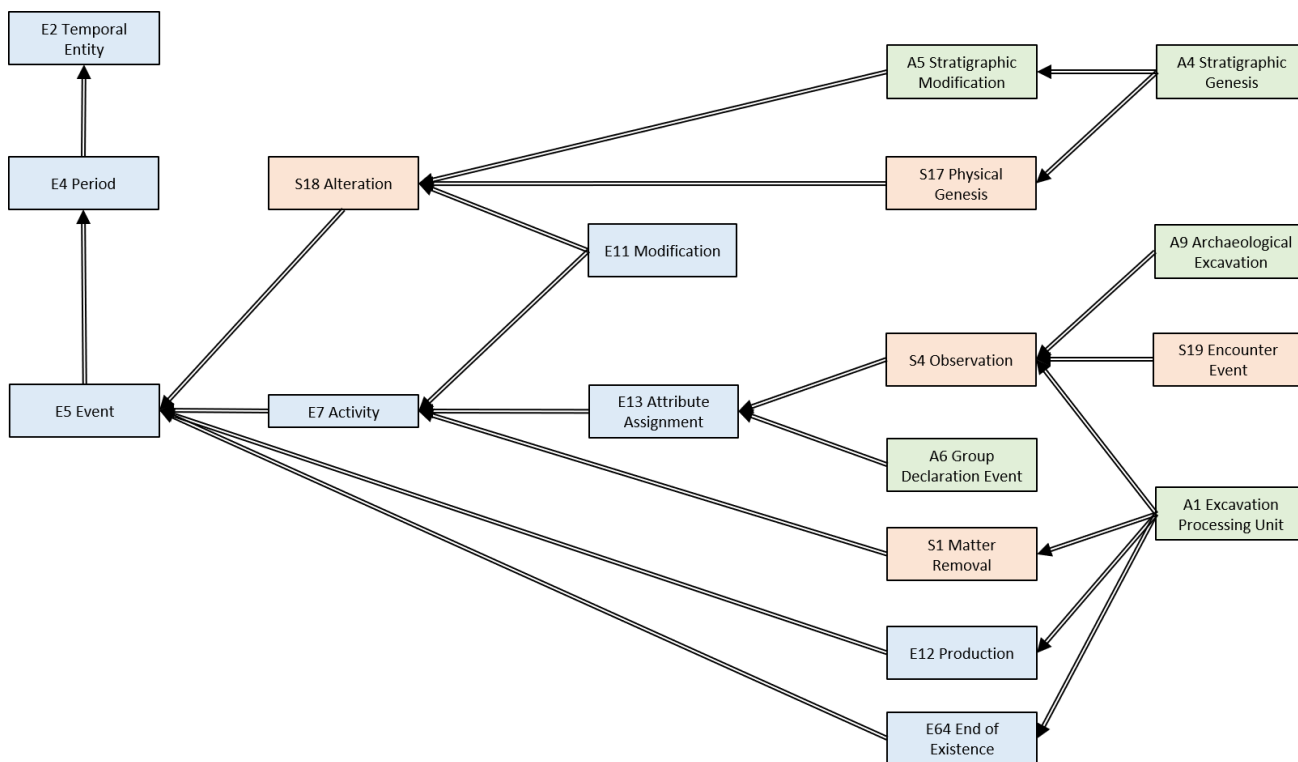 E2 Temporal
Entity
A5 Stratigraphic
Modification
A4 Stratigraphic
Genesis
E4 Period
S18 Alteration
S17 Physical
Genesis
E11 Modification
A9 Archaeological
Excavation
S4 Observation
S19 Encounter
Event
E5 Event
E7 Activity
E13 Attribute
Assignment
A6 Group
Declaration Event
A1 Excavation
Processing Unit
S1 Matter
Removal
E12 Production
E64 End of
Existence